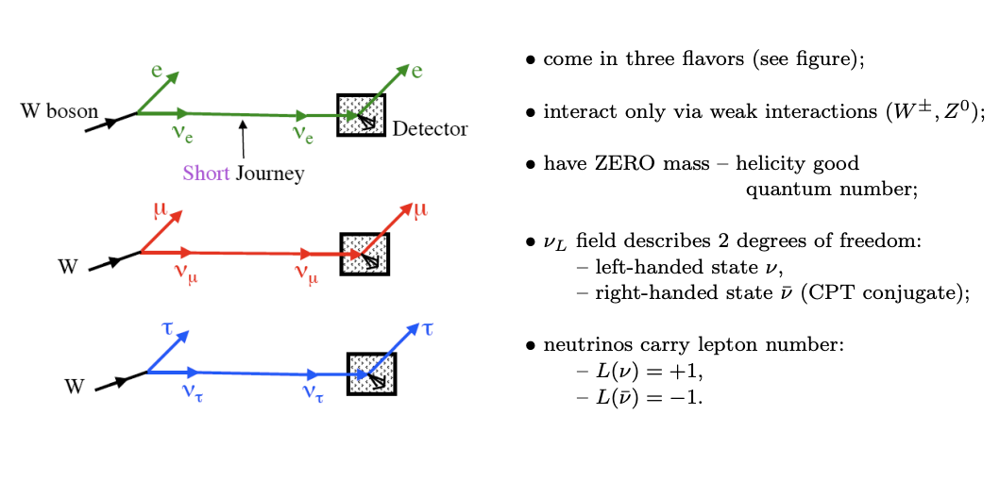 e
e
W boson
νe
νe
Detector
Short Journey
μ
μ
W
νμ
νμ
τ
τ
W
ντ
ντ
• come in three flavors (see figure);
• interact only via weak interactions (W±, Z0);
• have ZERO mass – helicity good
quantum number;
• νL field describes 2 degrees of freedom:
– left-handed state ν,
– right-handed state ν̄ (CPT conjugate);
• neutrinos carry lepton number:
– L(ν) = +1,
– L(ν̄) = −1.